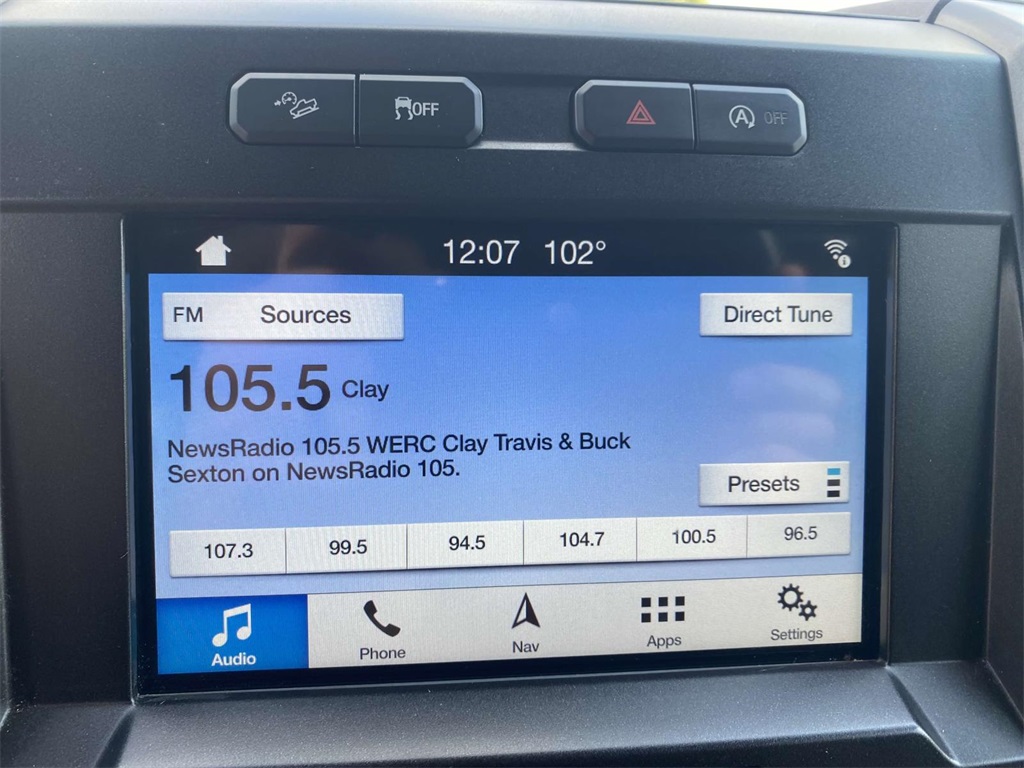 OFF
A OFF
12:07 102°
FM Sources
Direct Tune
105.5 Clay
NewsRadio 105.5 WERC Clay Travis & Buck
Sexton on NewsRadio 105.
Presets
107.3 99.5 94.5 104.7 100.5 96.5
Audio Phone Nav Apps Settings